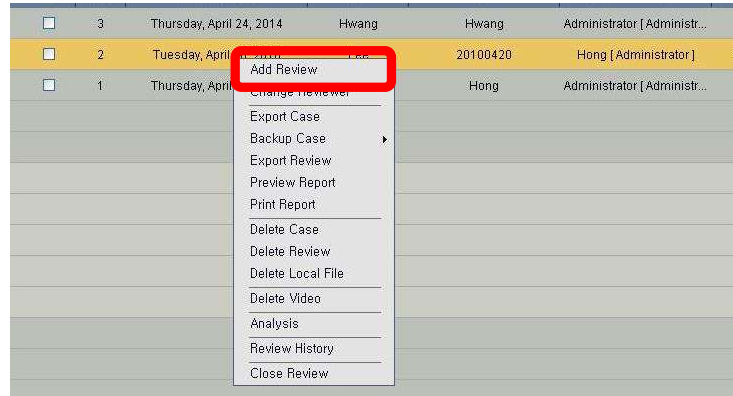 3 Thursday, April 24, 2014 Hwang Hwang Administrator [ Administr...
2 Tuesday, April 2010 Lee 20100420 Hong [ Administrator ]
1 Thursday, April Hong Administrator [ Administr...
Add Review
Change Reviewer
Export Case
Backup Case
Export Review
Preview Report
Print Report
Delete Case
Delete Review
Delete Local File
Delete Video
Analysis
Review History
Close Review